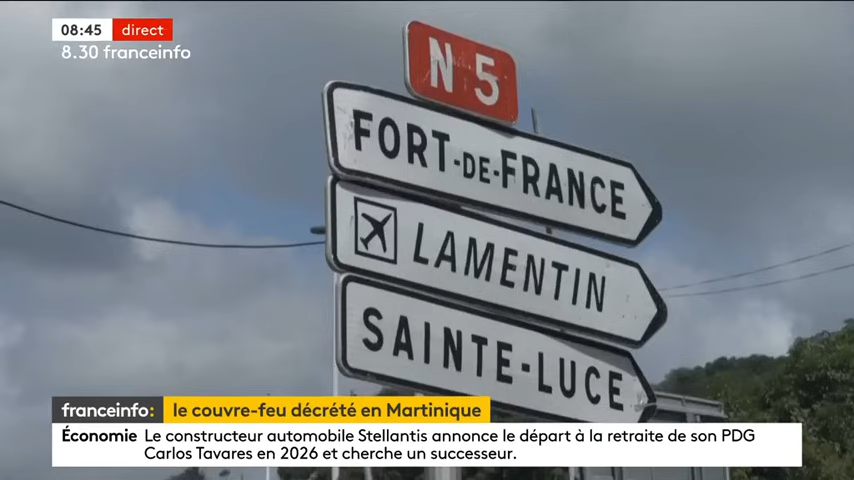 08:45 direct
8.30 franceinfo
N 5
FORT-DE-FRANCE
LAMENTIN
SAINTE-LUCE
franceinfo: le couvre-feu décrété en Martinique
Économie Le constructeur automobile Stellantis annonce le départ à la retraite de son PDG
Carlos Tavares en 2026 et cherche un successeur.